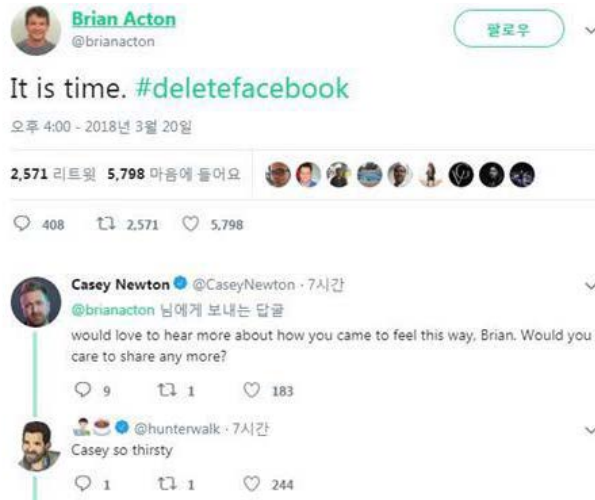 Brian Acton
@brianacton
팔로우
It is time. #deletefacebook
오후 4:00 - 2018년 3월 20일
2,571 리트윗 5,798 마음에 들어요
408 2,571 5,798
Casey Newton @CaseyNewton · 7시간
@brianacton 님에게 보내는 답글
would love to hear more about how you came to feel this way, Brian. Would you
care to share any more?
9 1 183
@hunterwalk · 7시간
Casey so thirsty
1 1 244